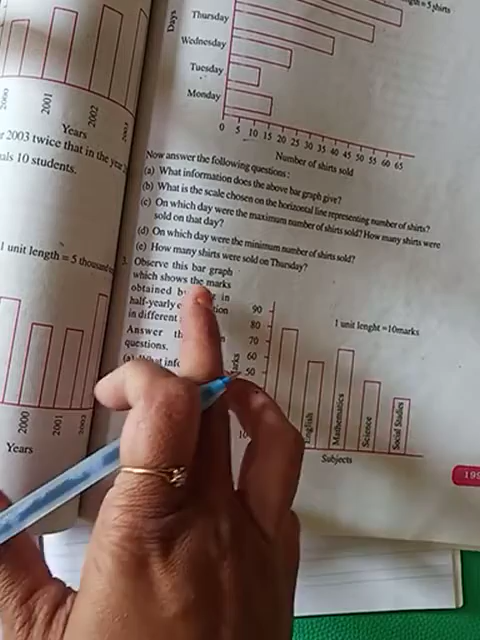 Days
Thursday
Wednesday
Tuesday
Monday
0 5 10 15 20 25 30 35 40 45 50 55 60 65
Number of shirts sold
2001
2002
Years
2003 twice that in the year
als 10 students.
Now answer the following questions :
(a) What information does the above bar graph give?
(b) What is the scale chosen on the horizontal line representing number of shirts?
(c) On which day were the maximum number of shirts sold? How many shirts were
sold on that day?
(d) On which day were the minimum number of shirts sold?
(e) How many shirts were sold on Thursday?
3. Observe this bar graph
which shows the marks
obtained in
half-yearly
in different
Answer
questions.
1 unit length = 5
2000
2001
Years
90
80
70
60
50
10
1 unit lenght =10marks
English
Mathematics
Science
Social Studies
Subjects
199